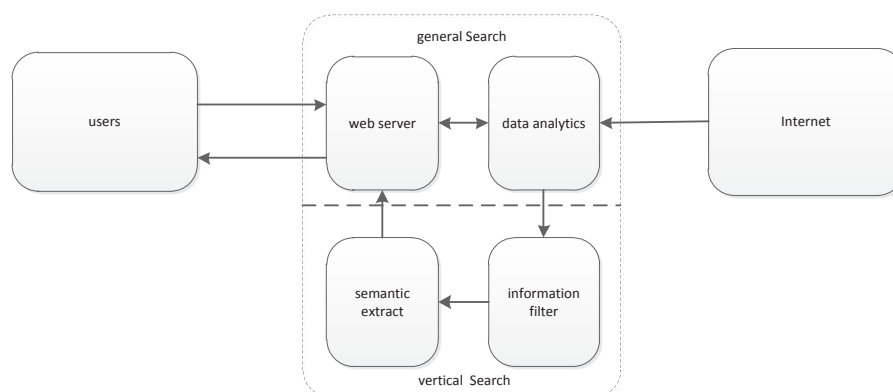 general Search
users
web server
data analytics
Internet
semantic
extract
information
filter
vertical Search